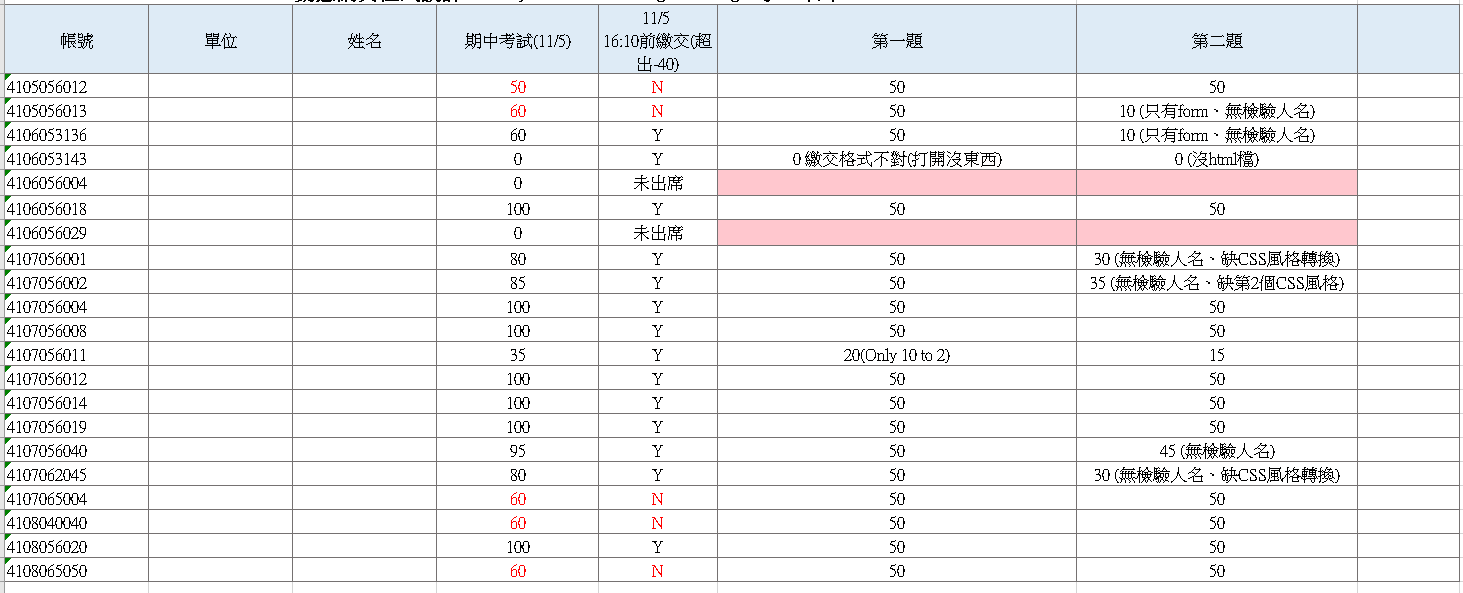 11/5
帳號 單位 姓名 期中考試(11/5) 16:10前繳交(超 第一題 第二題
出-40)
4105056012 50 N 50 50
4105056013 60 N 50 10 (只有form、無檢驗人名)
4106053136 60 Y 50 10 (只有form、無檢驗人名)
4106053143 0 Y 0 繳交格式不對(打開沒東西) 0 (沒html檔)
4106056004 0 未出席
4106056018 100 Y 50 50
4106056029 0 未出席
4107056001 80 Y 50 30 (無檢驗人名、缺CSS風格轉換)
4107056002 85 Y 50 35 (無檢驗人名、缺第2個CSS風格)
4107056004 100 Y 50 50
4107056008 100 Y 50 50
4107056011 35 Y 20(Only 10 to 2) 15
4107056012 100 Y 50 50
4107056014 100 Y 50 50
4107056019 100 Y 50 50
4107056040 95 Y 50 45 (無檢驗人名)
4107062045 80 Y 50 30 (無檢驗人名、缺CSS風格轉換)
4107065004 60 N 50 50
4108040040 60 N 50 50
4108056020 100 Y 50 50
4108065050 60 N 50 50